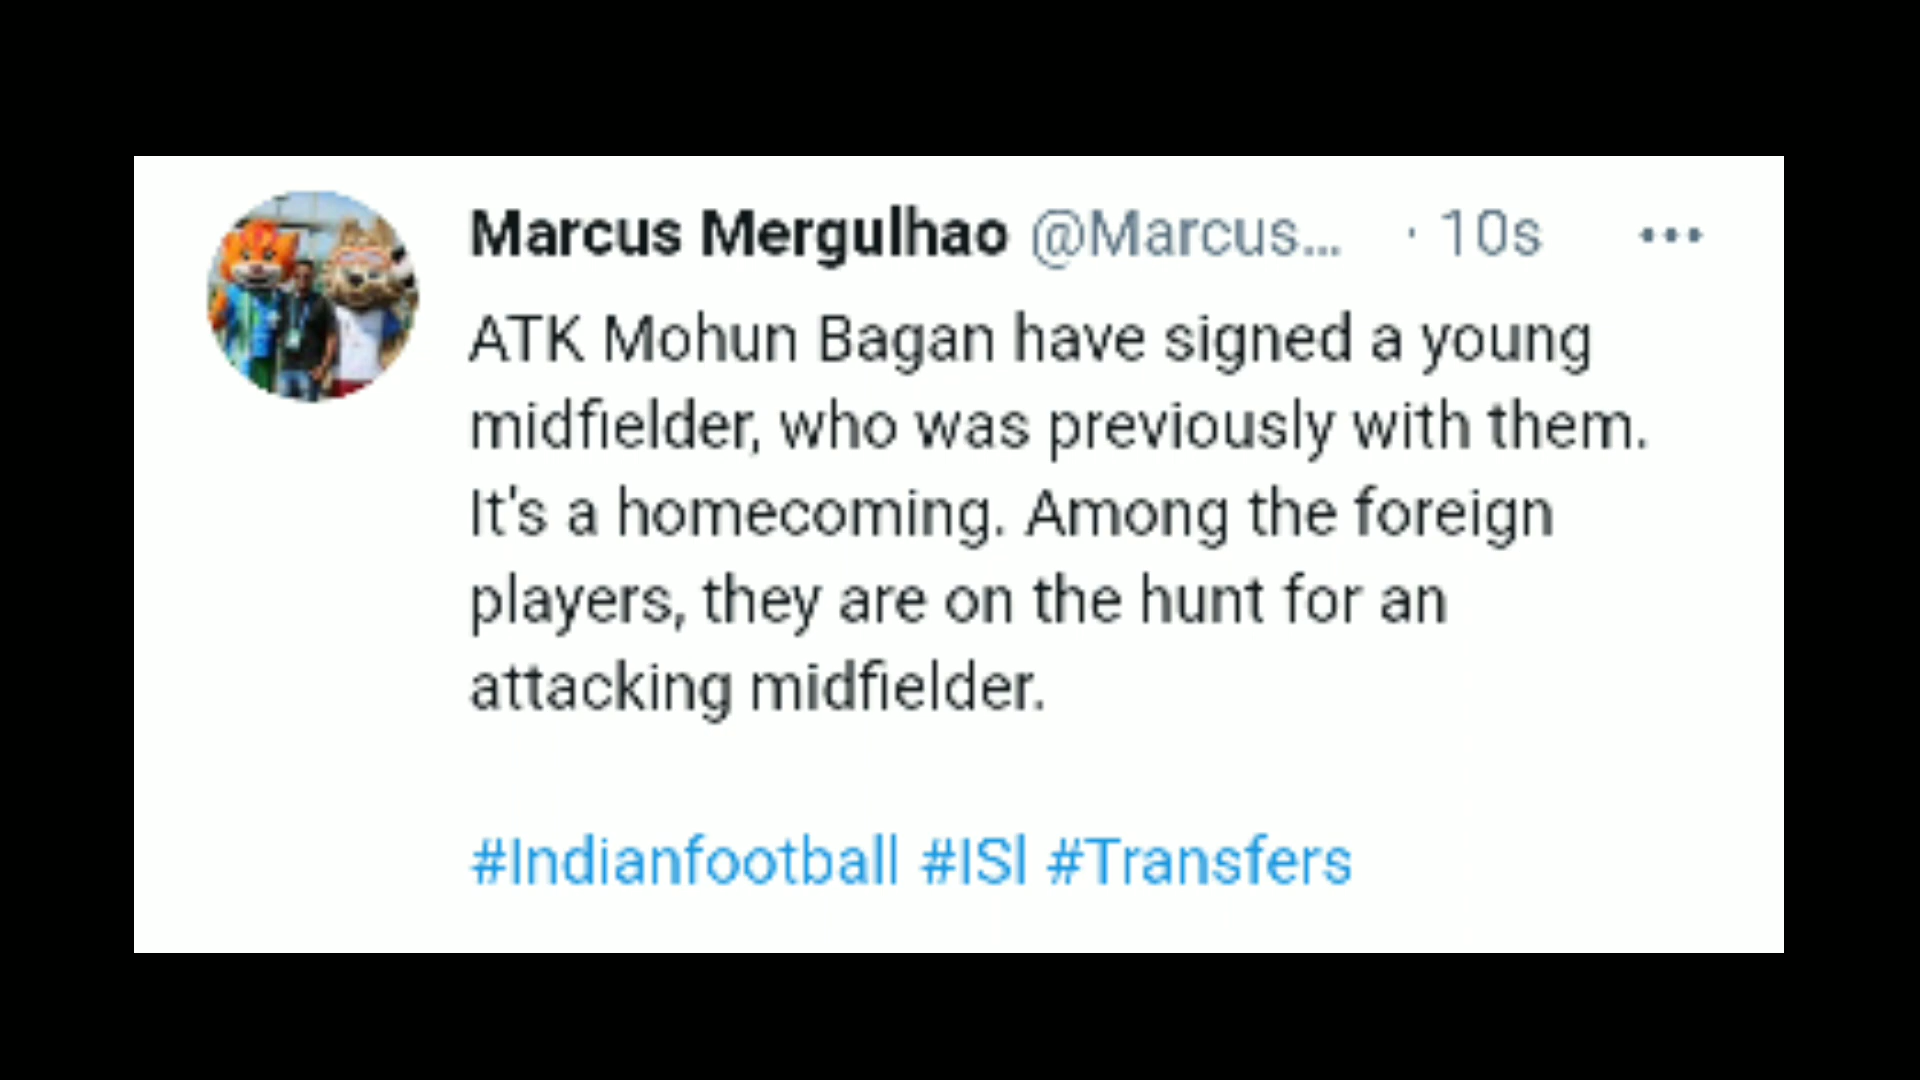 Marcus Mergulhao @Marcus... · 10s ...
ATK Mohun Bagan have signed a young
midfielder, who was previously with them.
It's a homecoming. Among the foreign
players, they are on the hunt for an
attacking midfielder.
#Indianfootball #ISl #Transfers